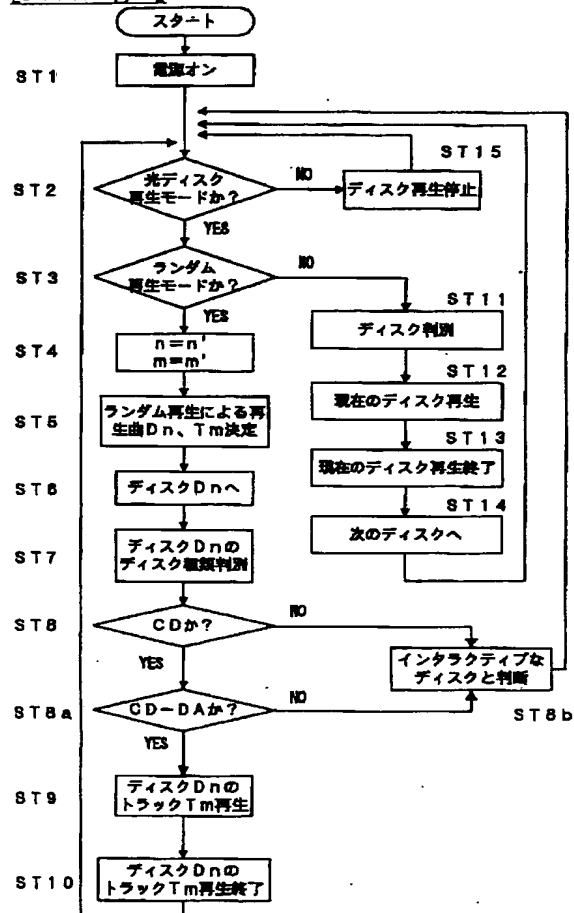 スタート
ST1
電源オン
ST15
ST2
光ディスク
再生モードか?
NO
ディスク再生停止
YES
ST3
ランダム
再生モードか?
NO
YES
ST11
ディスク判別
ST4
n=n'
m=m'
ST12
現在のディスク再生
ST5
ランダム再生による再
生曲Dn、Tm決定
ST13
現在のディスク再生終了
ST6
ディスクDnへ
ST14
次のディスクへ
ST7
ディスクDnの
ディスク種類判別
ST8
CDか?
NO
YES
インタラクティブな
ディスクと判断
ST8a
CD-DAか?
NO
ST8b
YES
ST9
ディスクDnの
トラックTm再生
ST10
ディスクDnの
トラックTm再生終了